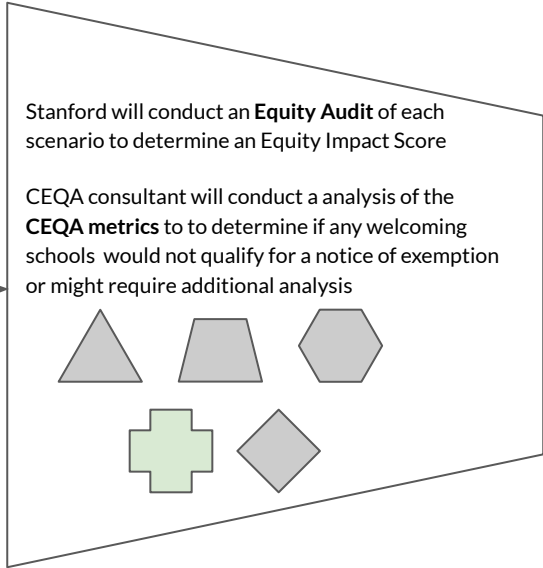 Stanford will conduct an Equity Audit of each
scenario to determine an Equity Impact Score
CEQA consultant will conduct a analysis of the
CEQA metrics to to determine if any welcoming
schools would not qualify for a notice of exemption
or might require additional analysis